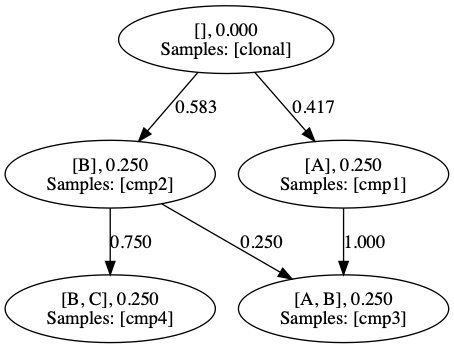 [], 0.000
Samples: [clonal]
0.583
0.417
[B], 0.250
Samples: [cmp2]
[A], 0.250
Samples: [cmp1]
0.750
0.250
1.000
[B, C], 0.250
Samples: [cmp4]
[A, B], 0.250
Samples: [cmp3]